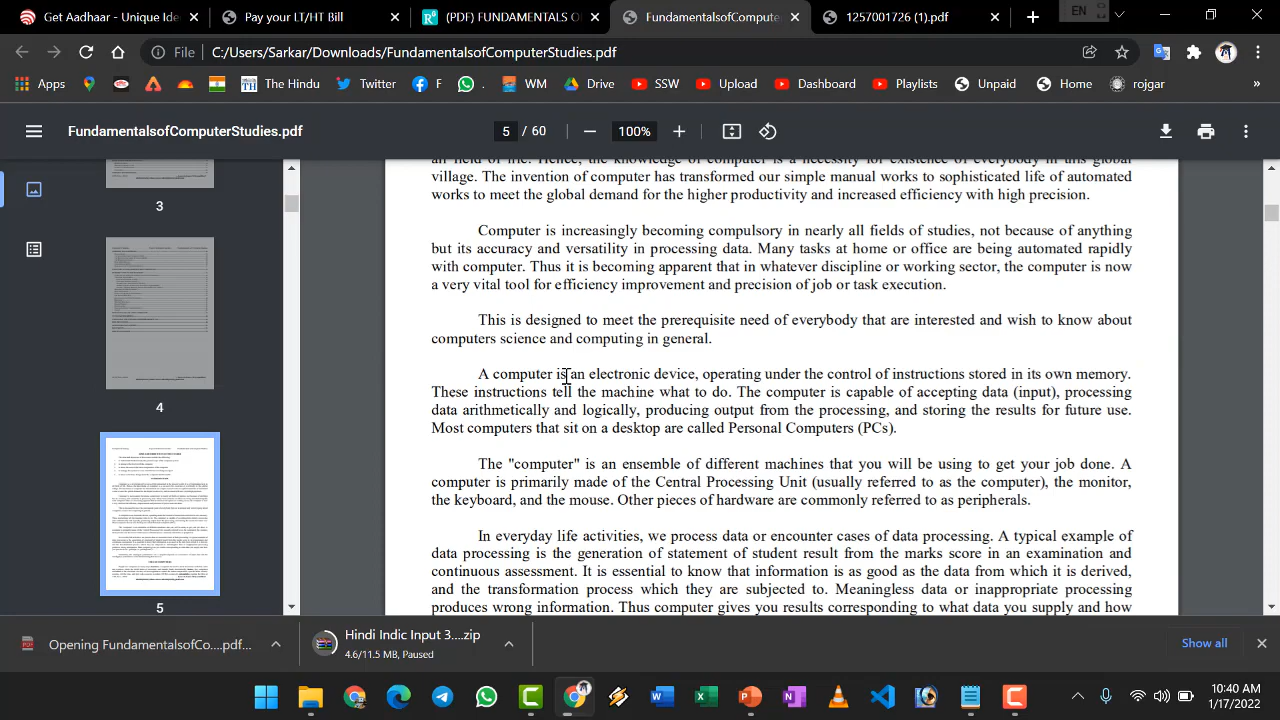 Get Aadhaar - Unique Ide
Pay your LT/HT Bill
(PDF) FUNDAMENTALS O
FundamentalsofCompute
1257001726 (1).pdf
EN
File
C:/Users/Sarkar/Downloads/FundamentalsofComputerStudies.pdf
Apps
The Hindu
Twitter
F
WM
Drive
SSW
Upload
Dashboard
Playlists
Unpaid
Home
rojgar
»
FundamentalsofComputerStudies.pdf
5 / 60
100%
3
4
5
all field of life. Hence, the knowledge of computer is a necessity for existence of everybody in this global
village. The invention of computer has transformed our simple manual works to sophisticated life of automated
works to meet the global demand for the higher productivity and increased efficiency with high precision.
Computer is increasingly becoming compulsory in nearly all fields of studies, not because of anything
but its accuracy and versatility in processing data. Many tasks at home or office are being automated rapidly
with computer. Thus it is becoming apparent that in whatever discipline or working sector, the computer is now
a very vital tool for efficiency improvement and precision of job or task execution.
This is designed to meet the prerequisite need of everybody that are interested and wish to know about
computers science and computing in general.
A computer is an electronic device, operating under the control of instructions stored in its own memory.
These instructions tell the machine what to do. The computer is capable of accepting data (input), processing
data arithmetically and logically, producing output from the processing, and storing the results for future use.
Most computers that sit on a desktop are called Personal Computers (PCs).
The "computer" is an ensemble of different machines that you will be using to get your job done. A
computer is primarily made of the Central Processing Unit (usually referred to as the computer), the monitor,
the keyboard, and the mouse. Other pieces of hardware are commonly referred to as peripherals.
In everyday life activities, we process data or encounter cases of data processing. A typical example of
data processing is the generation of statement of student result from the marks score in an examination and
continuous assessment. It is essential to know that information is as good as the data from which it is derived,
and the transformation process which they are subjected to. Meaningless data or inappropriate processing
produces wrong information. Thus computer gives you results corresponding to what data you supply and how
Opening FundamentalsofCo....pdf...
Hindi Indic Input 3 ....zip
4.6/11.5 MB, Paused
Show all
10:40 AM
1/17/2022